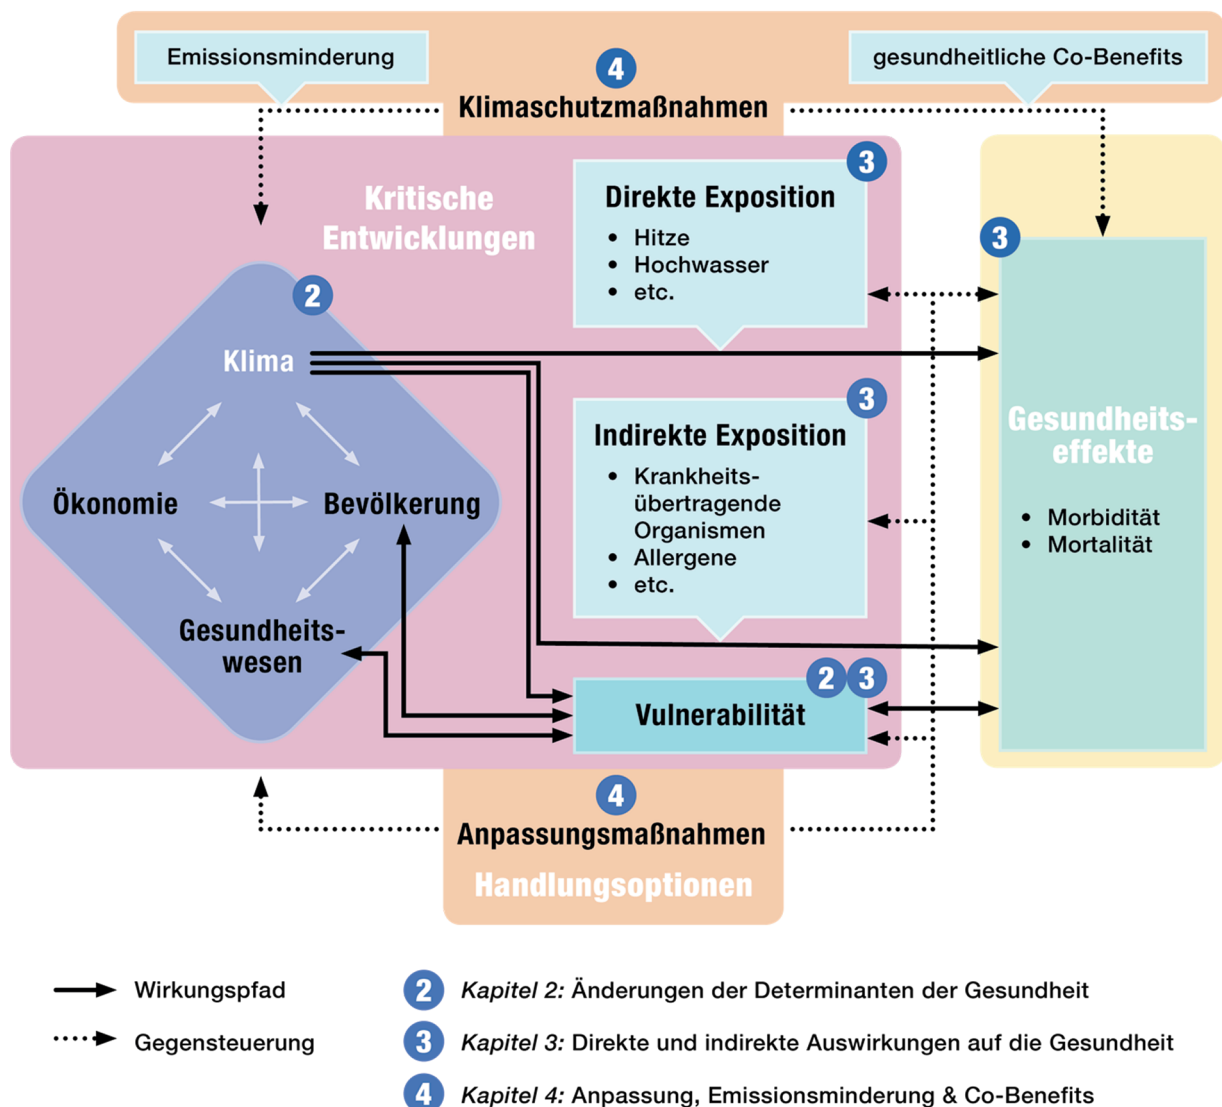 Emissionsminderung
4
gesundheitliche Co-Benefits
Klimaschutzmaßnahmen
Kritische
Entwicklungen
3
Direkte Exposition
• Hitze
• Hochwasser
• etc.
2
Klima
Ökonomie
Bevölkerung
Gesundheits-
wesen
3
Indirekte Exposition
• Krankheits-
übertragende
Organismen
• Allergene
• etc.
2 3
Vulnerabilität
3
Gesundheits-
effekte
• Morbidität
• Mortalität
4
Anpassungsmaßnahmen
Handlungsoptionen
Wirkungspfad
Gegensteuerung
2 Kapitel 2: Änderungen der Determinanten der Gesundheit
3 Kapitel 3: Direkte und indirekte Auswirkungen auf die Gesundheit
4 Kapitel 4: Anpassung, Emissionsminderung & Co-Benefits